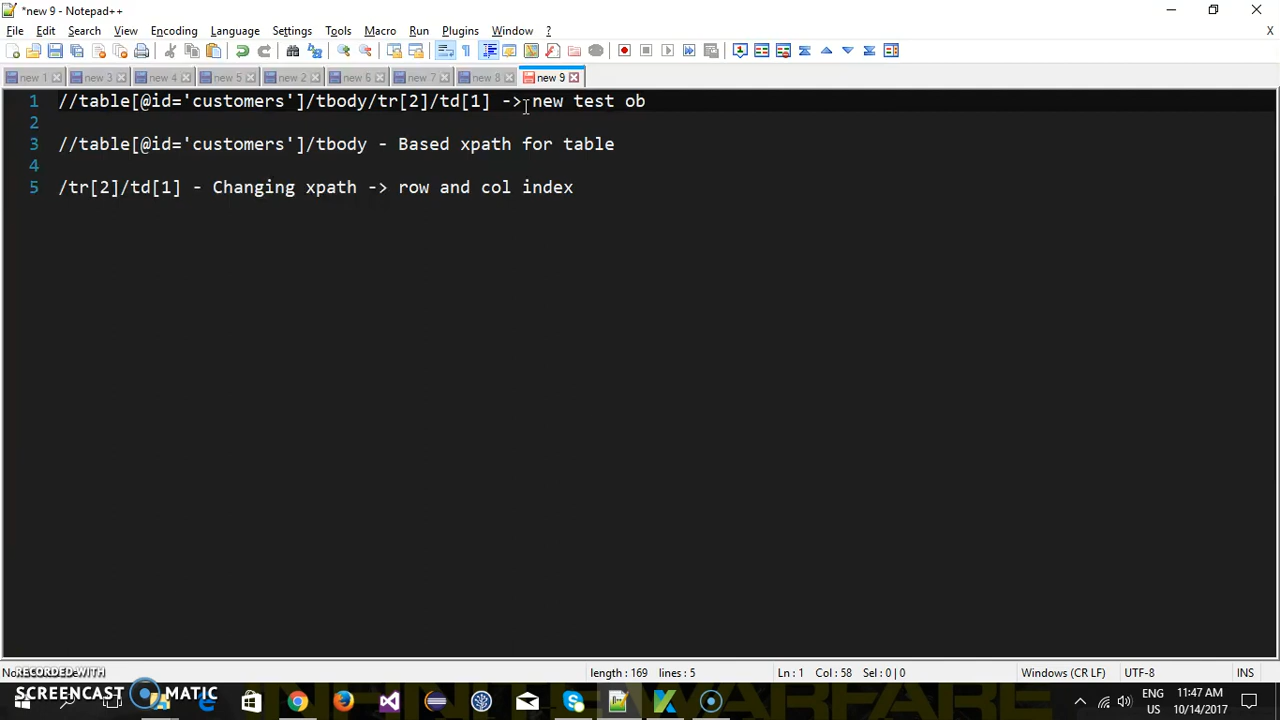 *new 9 - Notepad++
File Edit Search View Encoding Language Settings Tools Macro Run Plugins Window ?
X
new 1 new 3 new 4 new 5 new 2 new 6 new 7 new 8 new 9
1 //table[@id='customers']/tbody/tr[2]/td[1] -> new test ob
2
3 //table[@id='customers']/tbody - Based xpath for table
4
5 /tr[2]/td[1] - Changing xpath -> row and col index
length : 169 lines : 5 Ln : 1 Col : 58 Sel : 0 | 0 Windows (CR LF) UTF-8 INS
RECORDED WITH
SCREENCAST MATIC
INFINITE WARFARE
ENG 11:47 AM
US 10/14/2017